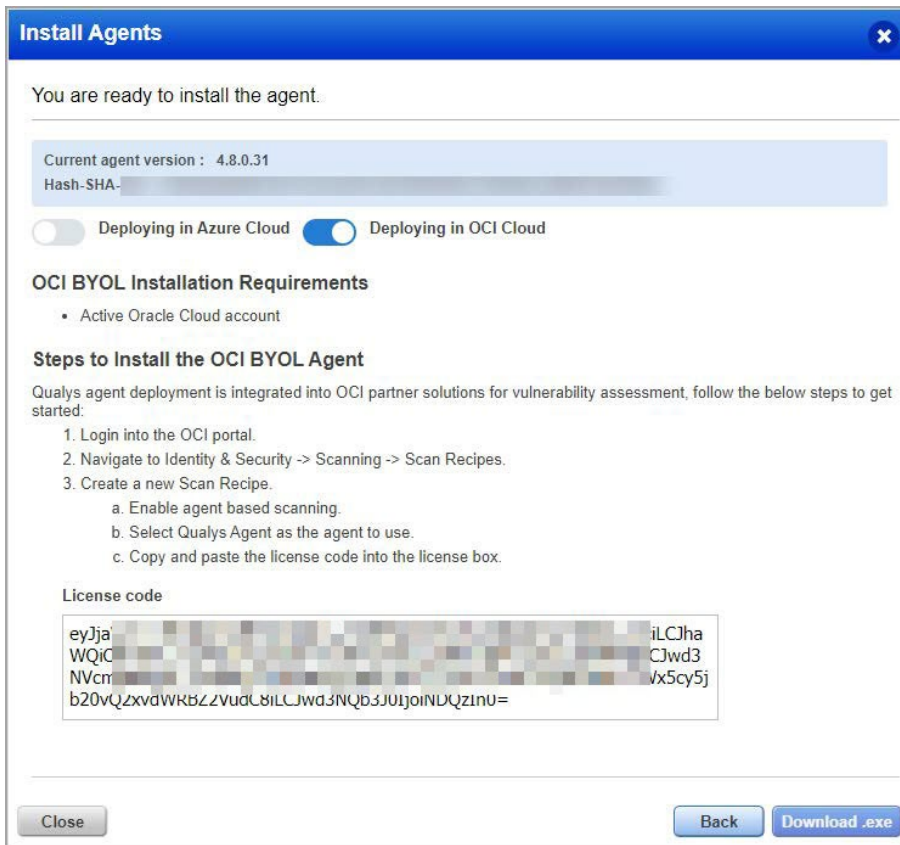 Install Agents
You are ready to install the agent.
Current agent version : 4.8.0.31
Hash-SHA-
Deploying in Azure Cloud Deploying in OCI Cloud
OCI BYOL Installation Requirements
• Active Oracle Cloud account
Steps to Install the OCI BYOL Agent
Qualys agent deployment is integrated into OCI partner solutions for vulnerability assessment, follow the below steps to get
started:
1. Login into the OCI portal.
2. Navigate to Identity & Security -> Scanning -> Scan Recipes.
3. Create a new Scan Recipe.
a. Enable agent based scanning.
b. Select Qualys Agent as the agent to use.
c. Copy and paste the license code into the license box.
License code
Close Back Download .exe